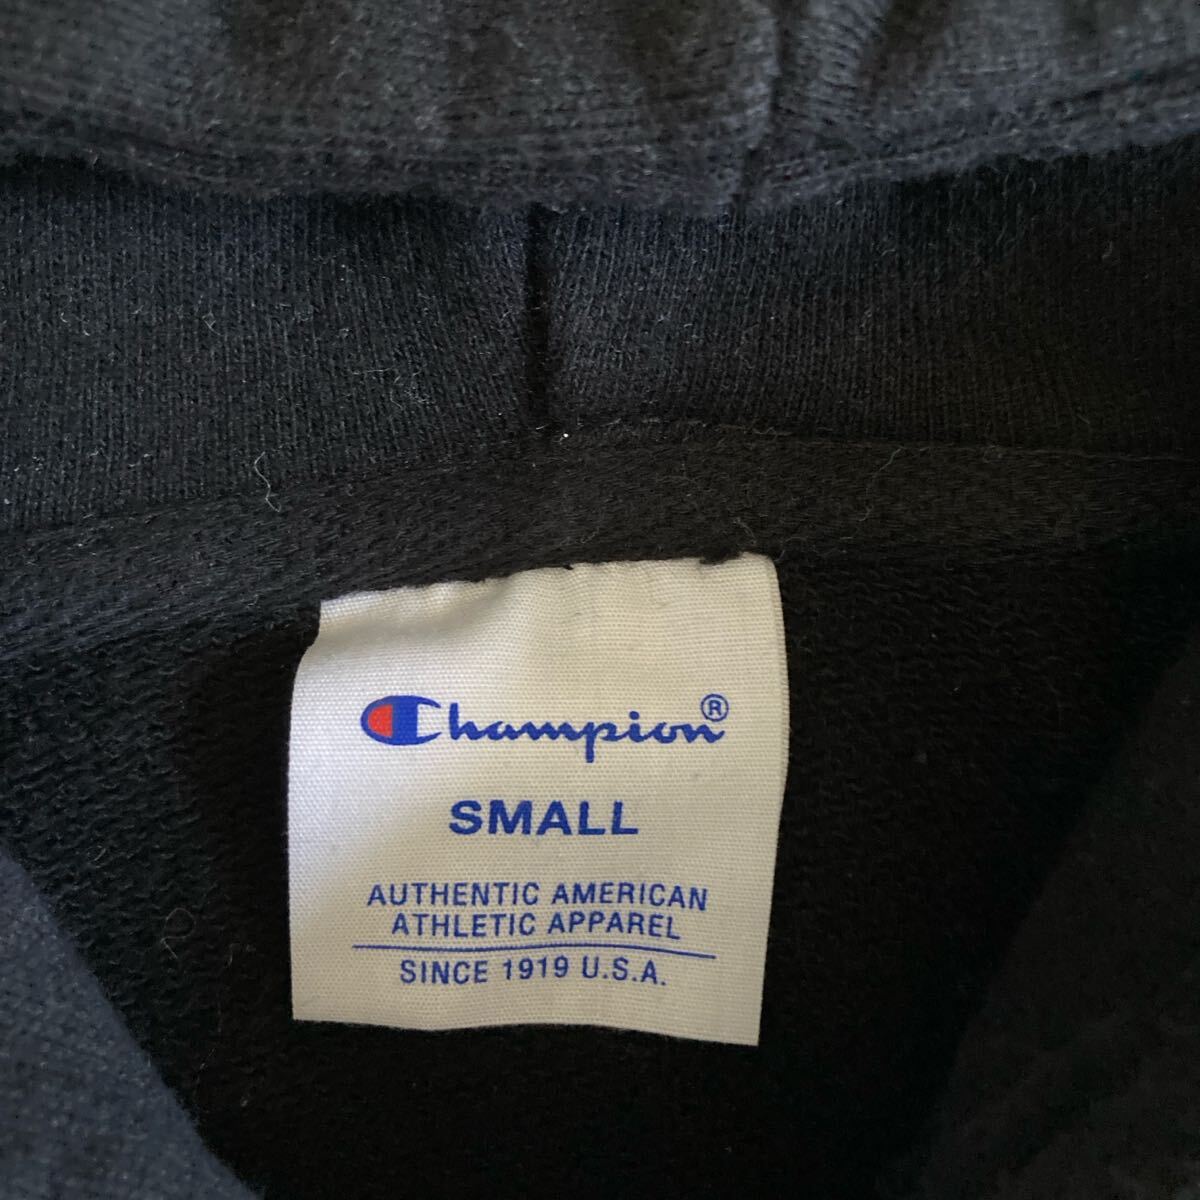 Champion®
SMALL
AUTHENTIC AMERICAN
ATHLETIC APPAREL
SINCE 1919 U.S.A.